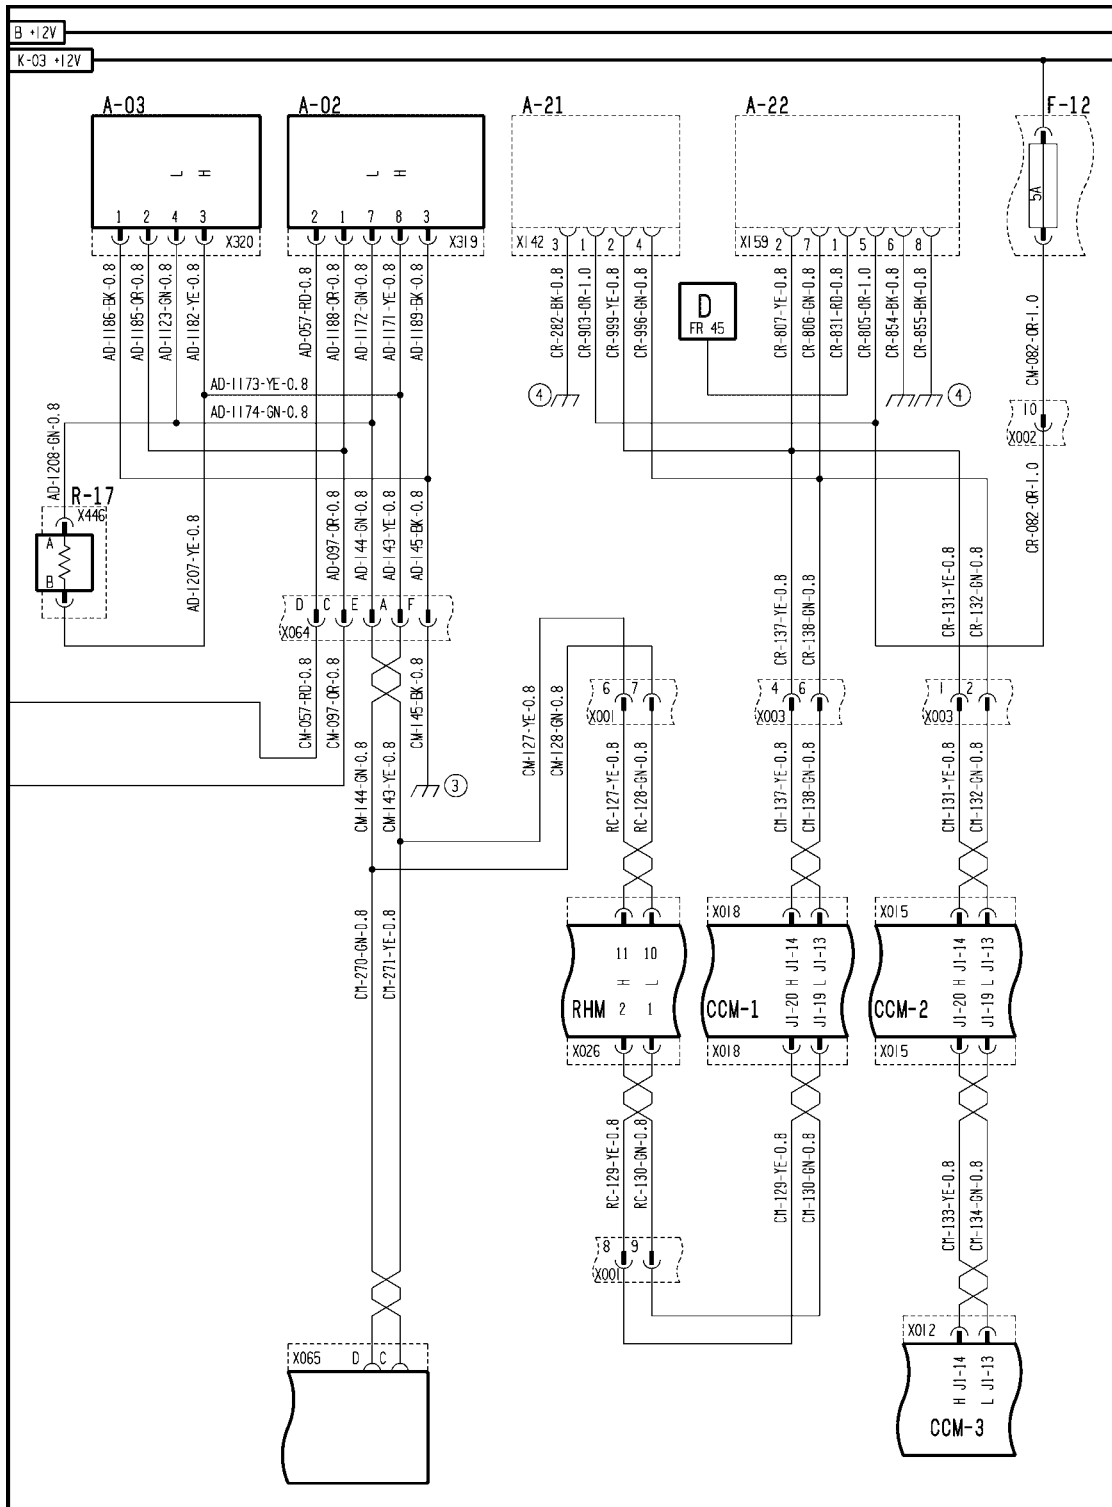 B +12V
K-03 +12V
A-03
A-02
A-21
A-22
F-12
L
H
L
H
5A
1
2
4
3
X320
2
1
7
8
3
X319
X142
3
1
2
4
X159
2
7
1
5
6
8
AD-1186-BK-0.8
AD-1185-OR-0.8
AD-1123-GN-0.8
AD-1182-YE-0.8
AD-057-RD-0.8
AD-1188-OR-0.8
AD-1172-GN-0.8
AD-1171-YE-0.8
AD-1189-BK-0.8
CR-282-BK-0.8
CR-903-OR-1.0
CR-999-YE-0.8
CR-996-GN-0.8
D
FR 45
CR-807-YE-0.8
CR-806-GN-0.8
CR-831-RD-0.8
CR-805-OR-1.0
CR-854-BK-0.8
CR-855-BK-0.8
CM-082-OR-1.0
AD-1173-YE-0.8
AD-1174-GN-0.8
4
4
10
X002
AD-1208-GN-0.8
R-17
X446
A
B
AD-1207-YE-0.8
AD-097-OR-0.8
AD-144-GN-0.8
AD-143-YE-0.8
AD-145-BK-0.8
CR-082-OR-1.0
CR-137-YE-0.8
CR-138-GN-0.8
CR-131-YE-0.8
CR-132-GN-0.8
D
C
E
A
F
X064
CM-057-RD-0.8
CM-097-OR-0.8
CM-145-BK-0.8
CM-127-YE-0.8
CM-128-GN-0.8
6
7
X001
4
6
X003
1
2
X003
3
CM-144-GN-0.8
CM-143-YE-0.8
RC-127-YE-0.8
RC-128-GN-0.8
CM-137-YE-0.8
CM-138-GN-0.8
CM-131-YE-0.8
CM-132-GN-0.8
CM-270-GN-0.8
CM-271-YE-0.8
X018
X015
11
10
H
L
RHM
2
1
CCM-1
J1-20 H J1-14
J1-19 L J1-13
CCM-2
J1-20 H J1-14
J1-19 L J1-13
X026
X018
X015
RC-129-YE-0.8
RC-130-GN-0.8
CM-129-YE-0.8
CM-130-GN-0.8
CM-133-YE-0.8
CM-134-GN-0.8
8
9
X001
X065
D
C
X012
H J1-14
L J1-13
CCM-3